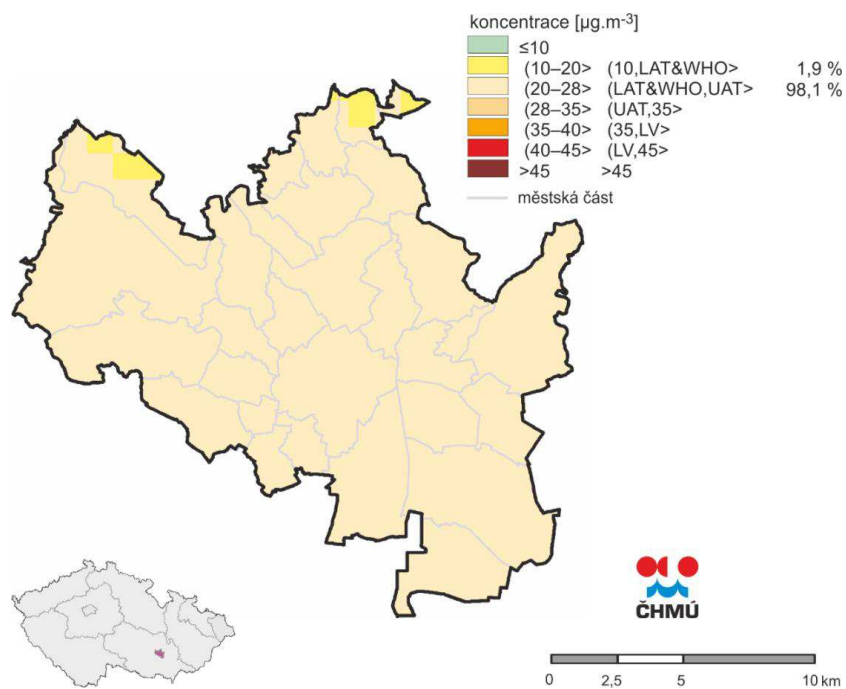 koncentrace [µg.m-3]
≤10
(10–20> (10,LAT&WHO> 1,9 %
(20–28> (LAT&WHO,UAT> 98,1 %
(28–35> (UAT,35>
(35–40> (35,LV>
(40–45> (LV,45>
>45 >45
městská část
ČHMÚ
0 2,5 5 10 km